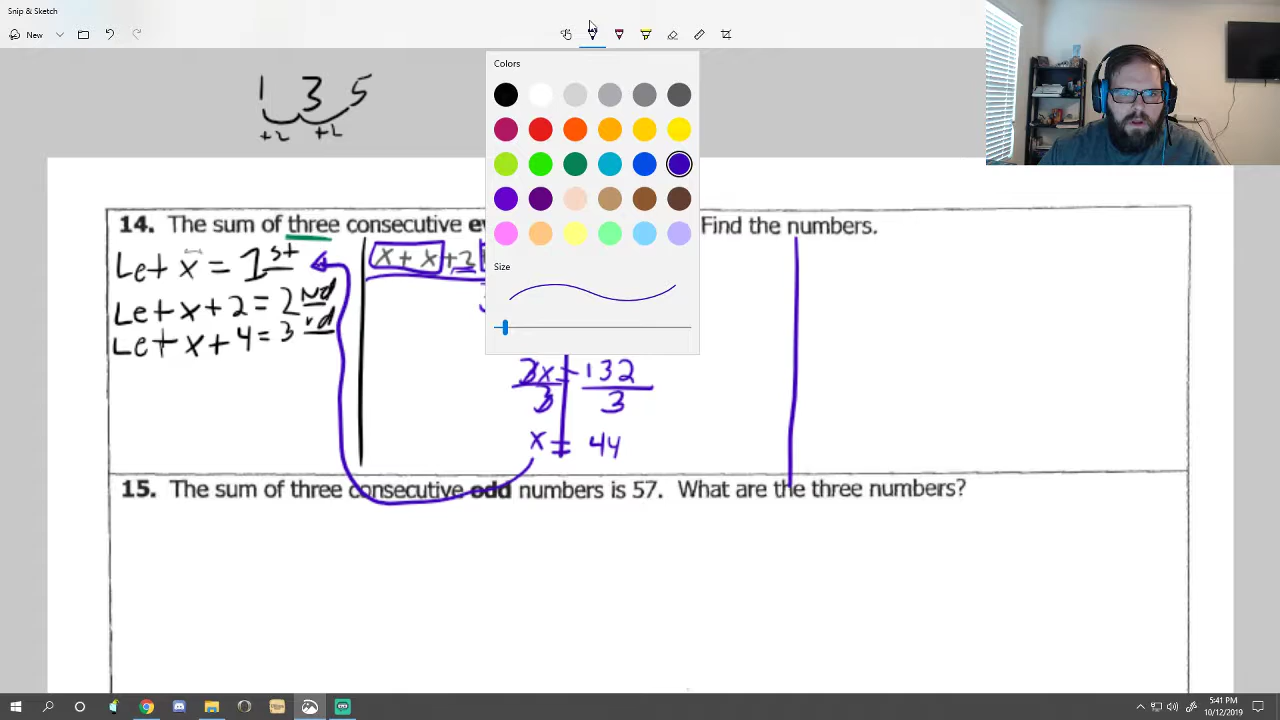 Snip & Sketch
New
1 3 5
+2 +2
Colors
Size
14. The sum of three consecutive Find the numbers.
Let x = 1st
Let x+2 = 2nd
Let x+4 = 3rd
x + x +2
3x = 132
3 3
x = 44
15. The sum of three consecutive odd numbers is 57. What are the three numbers?
5:41 PM
10/12/2019